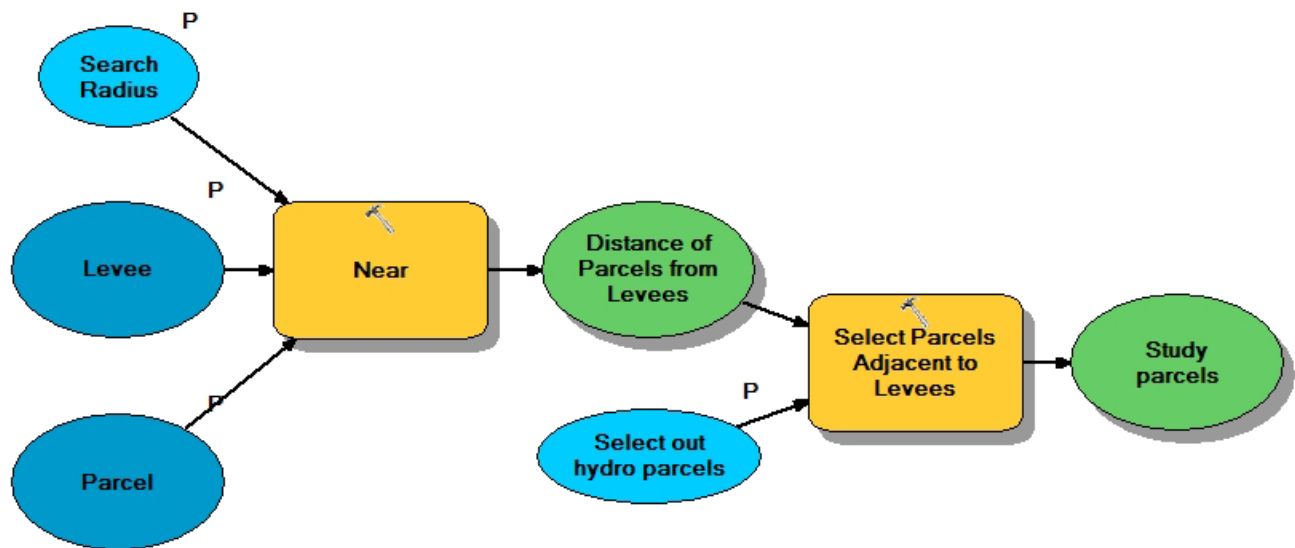 P
Search
Radius
P
Levee
Near
Distance of
Parcels from
Levees
P
Parcel
Select Parcels
Adjacent to
Levees
Study
parcels
P
Select out
hydro parcels